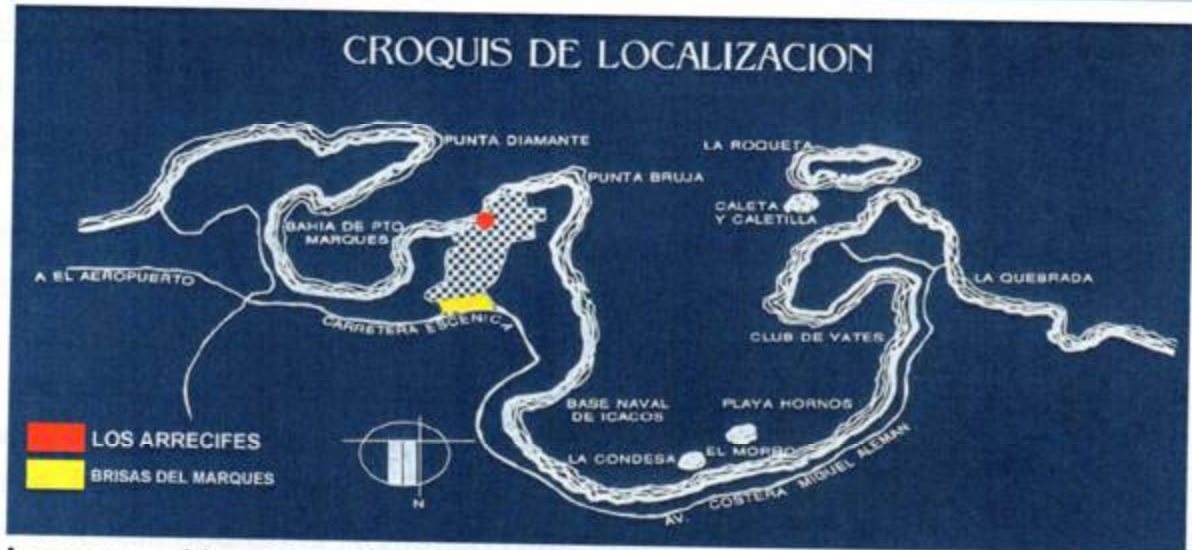 CROQUIS DE LOCALIZACION
PUNTA DIAMANTE
LA ROQUETA
PUNTA BRUJA
CALETA
Y CALETILLA
BAHIA DE PTO
MARQUES
A EL AEROPUERTO
LA QUEBRADA
CARRETERA ESCENICA
CLUB DE YATES
BASE NAVAL
DE ICACOS
PLAYA HORNOS
LOS ARRECIFES
BRISAS DEL MARQUES
LA CONDESA
EL MORRO
AV. COSTERA MIGUEL ALEMAN
N